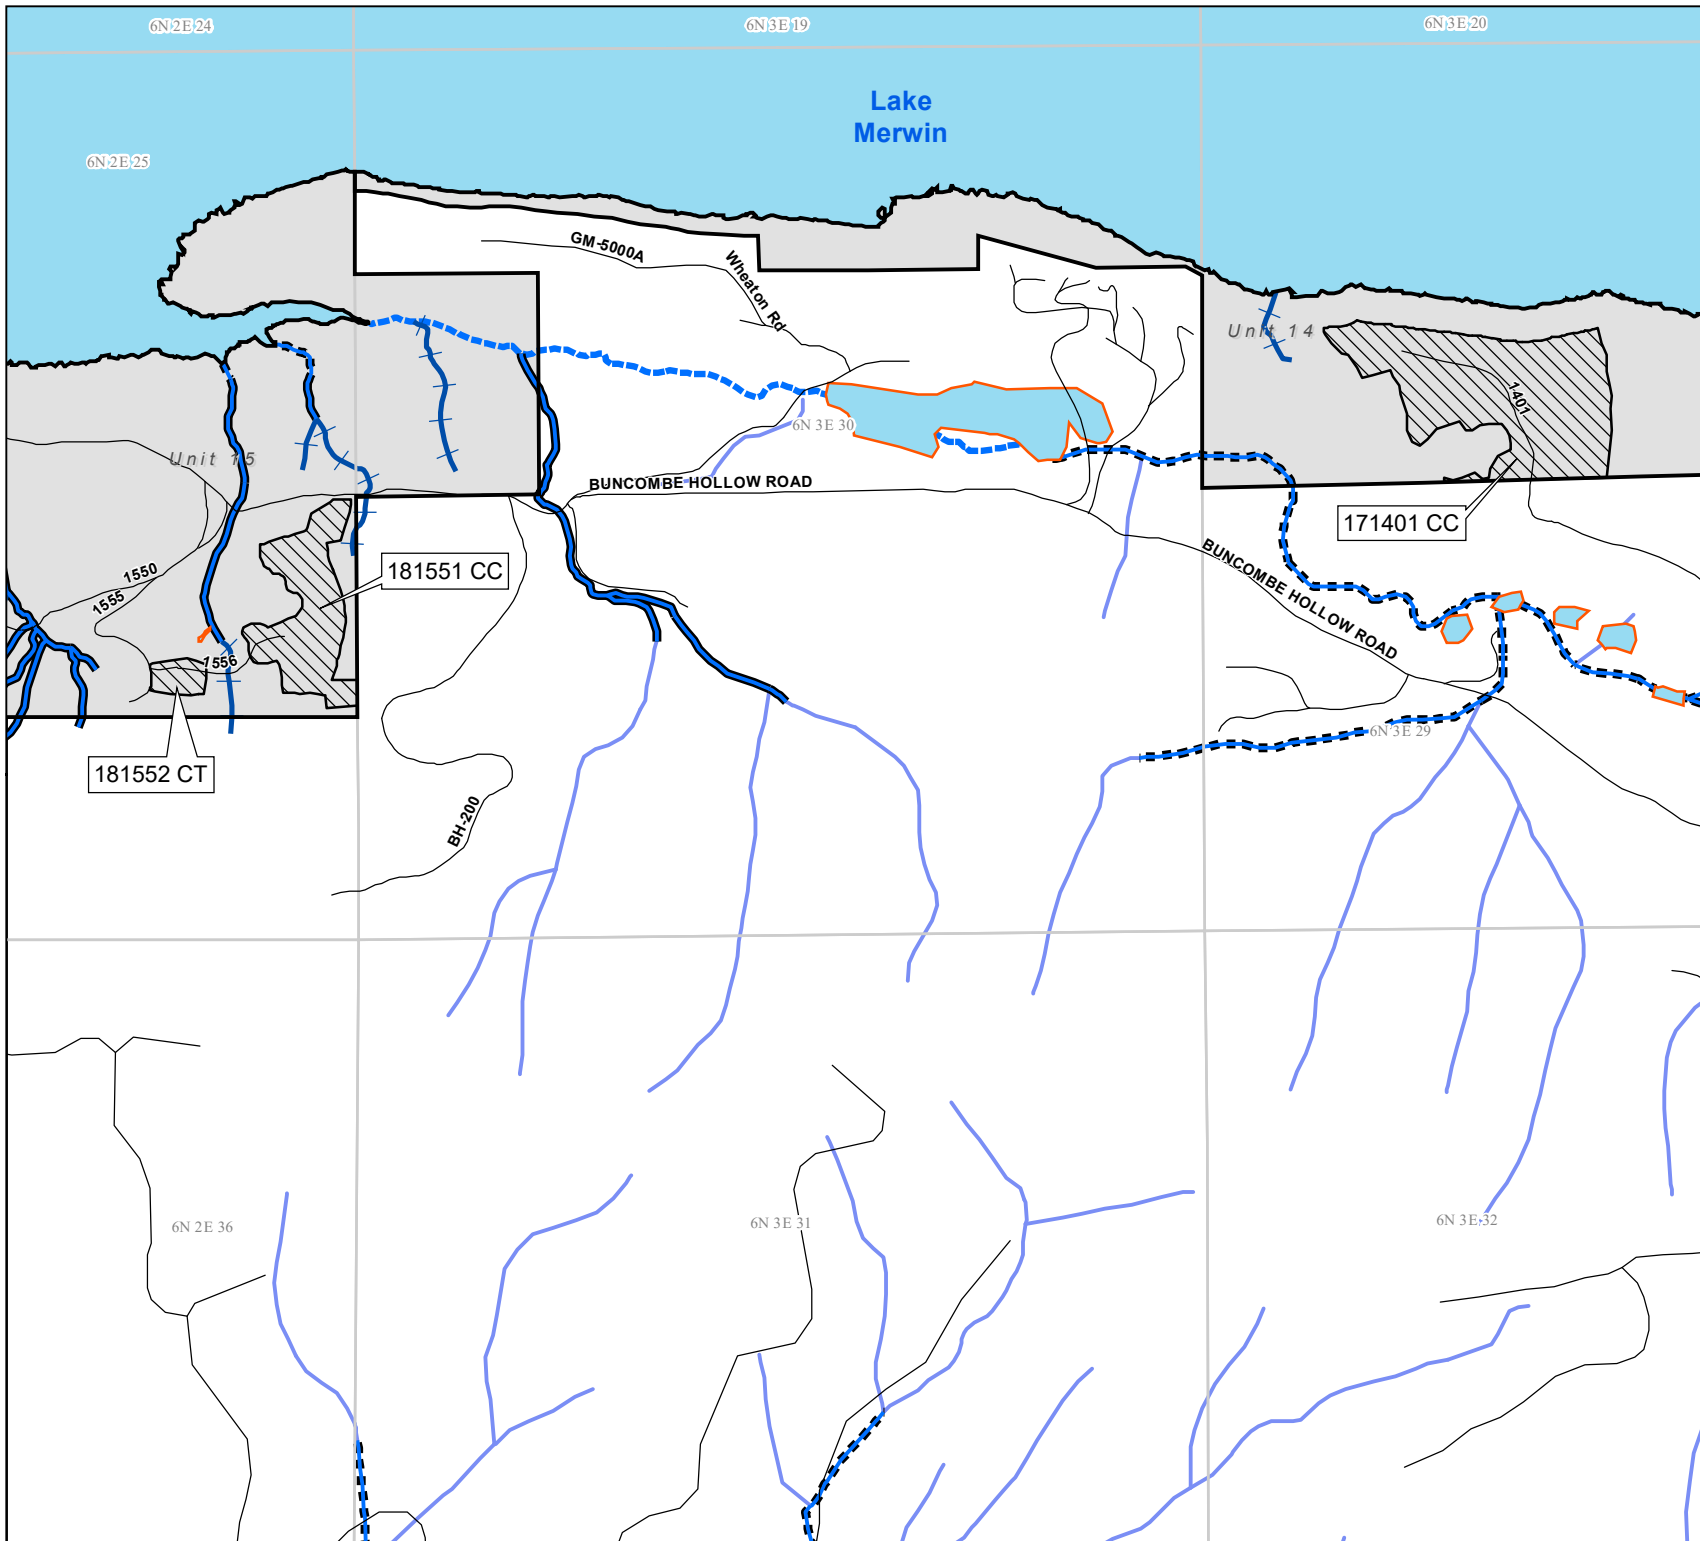 6N 2E 24
6N 3E 19
6N 3E 20
Lake
Merwin
6N 2E 25
GM-5000A
Wheaton Rd
Unit 14
1401
6N 3E 30
Unit 15
BUNCOMBE HOLLOW ROAD
171401 CC
BUNCOMBE HOLLOW ROAD
181551 CC
1550
1555
1556
6N 3E 29
181552 CT
BH-200
6N 2E 36
6N 3E 31
6N 3E 32